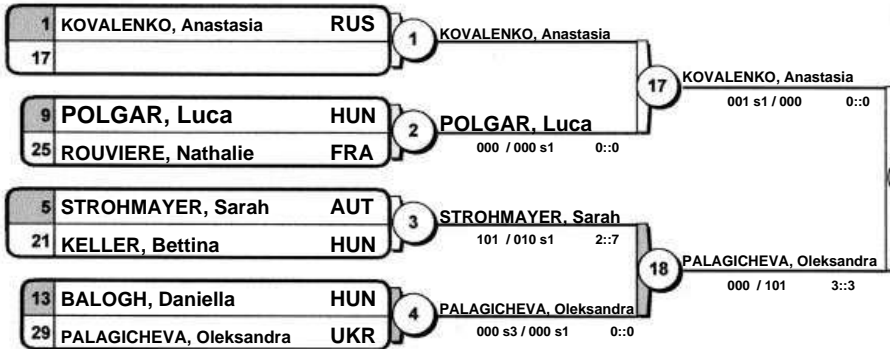 1 KOVALENKO, Anastasia RUS
17
1
KOVALENKO, Anastasia
9 POLGAR, Luca HUN
25 ROUVIERE, Nathalie FRA
2
POLGAR, Luca
000 / 000 s1 0::0
17
KOVALENKO, Anastasia
001 s1 / 000 0::0
5 STROHMAYER, Sarah AUT
21 KELLER, Bettina HUN
3
STROHMAYER, Sarah
101 / 010 s1 2::7
13 BALOGH, Daniella HUN
29 PALAGICHEVA, Oleksandra UKR
4
PALAGICHEVA, Oleksandra
000 s3 / 000 s1 0::0
18
PALAGICHEVA, Oleksandra
000 / 101 3::3